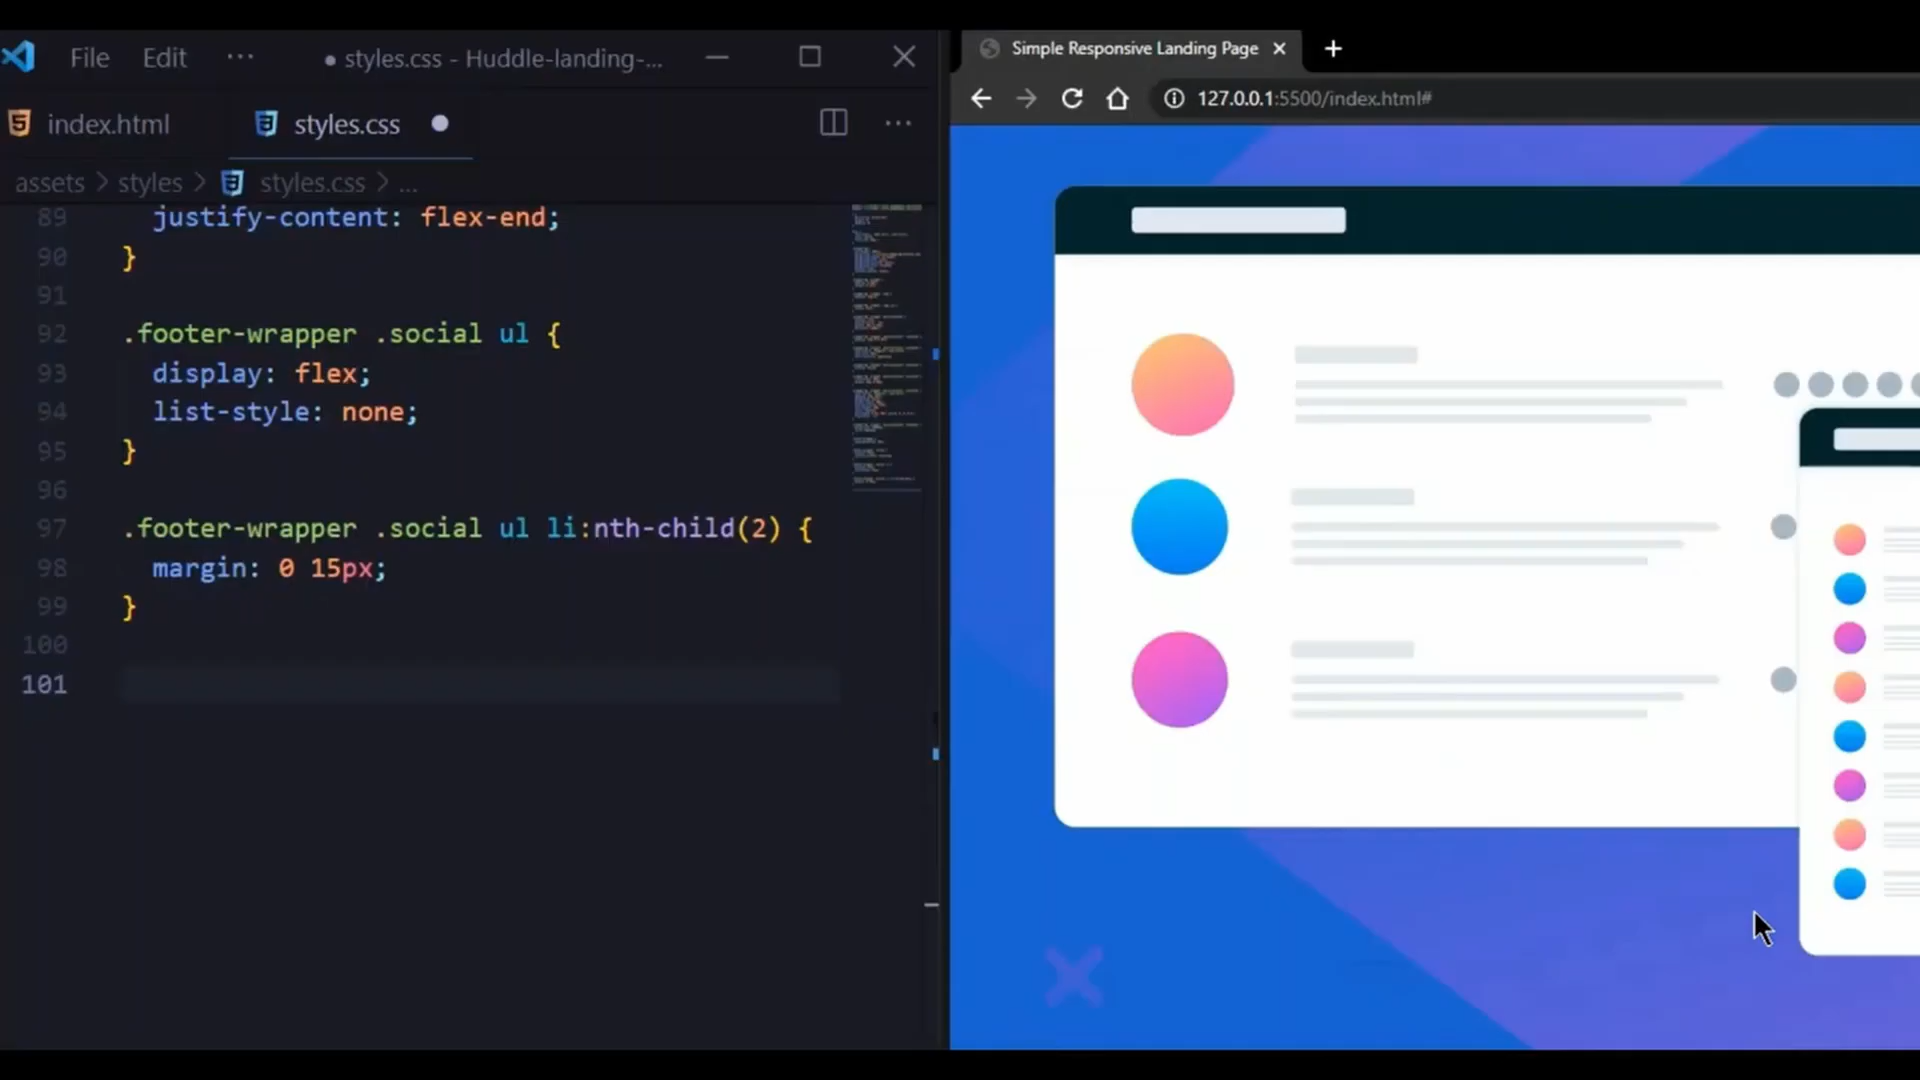 File Edit ··· ● styles.css - Huddle-landing-...
index.html styles.css ●
assets > styles > styles.css > ...
89 justify-content: flex-end;
90 }
91
92 .footer-wrapper .social ul {
93 display: flex;
94 list-style: none;
95 }
96
97 .footer-wrapper .social ul li:nth-child(2) {
98 margin: 0 15px;
99 }
100
101
Simple Responsive Landing Page
127.0.0.1:5500/index.html#